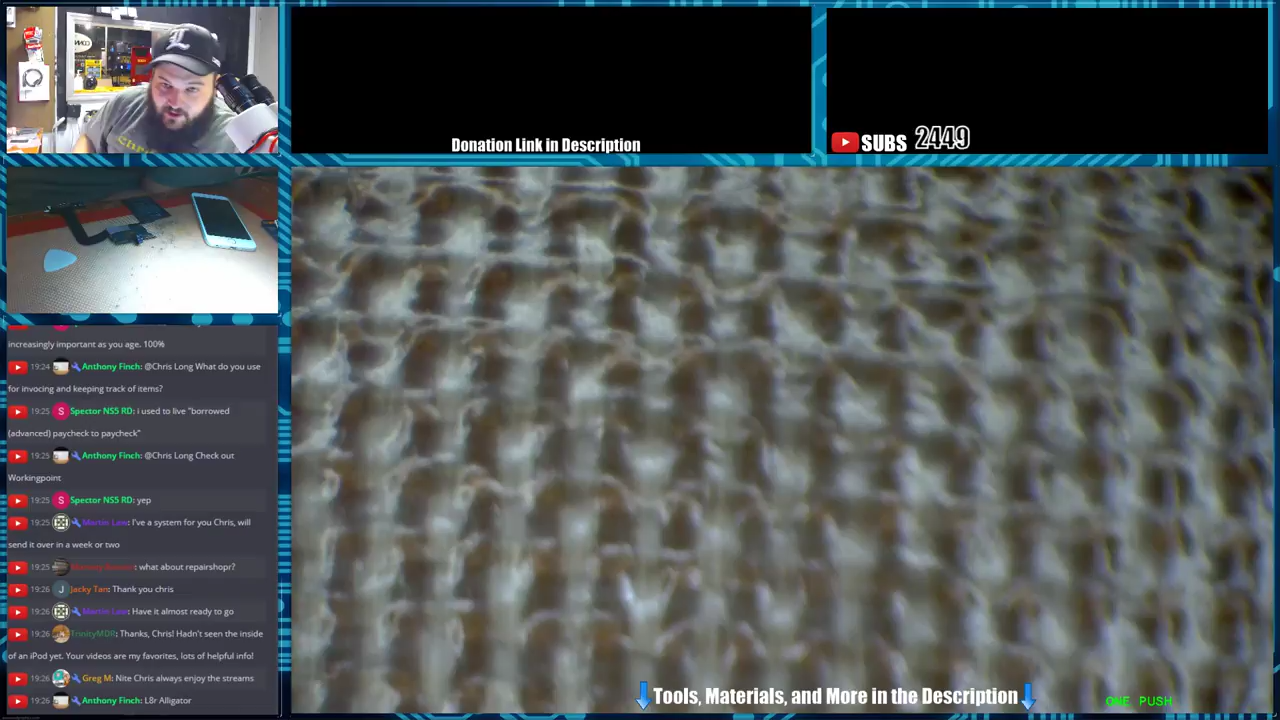 Donation Link in Description
SUBS 2449
increasingly important as you age. 100%
19:24 Anthony Finch: @Chris Long What do you use
for invocing and keeping track of items?
19:25 S Spector NS5 RD: i used to live "borrowed
(advanced) paycheck to paycheck"
19:25 Anthony Finch: @Chris Long Check out
Workingpoint
19:25 S Spector NS5 RD: yep
19:25 Martin Law: I've a system for you Chris, will
send it over in a week or two
19:25 what about repairshopr?
19:26 J Jacky Tan: Thank you chris
19:26 Martin Law: Have it almost ready to go
19:26 TrinityMDR: Thanks, Chris! Hadn't seen the inside
of an iPod yet. Your videos are my favorites, lots of helpful info!
19:26 Greg M: Nite Chris always enjoy the streams
19:26 Anthony Finch: L8r Alligator
Tools, Materials, and More in the Description
ONE PUSH